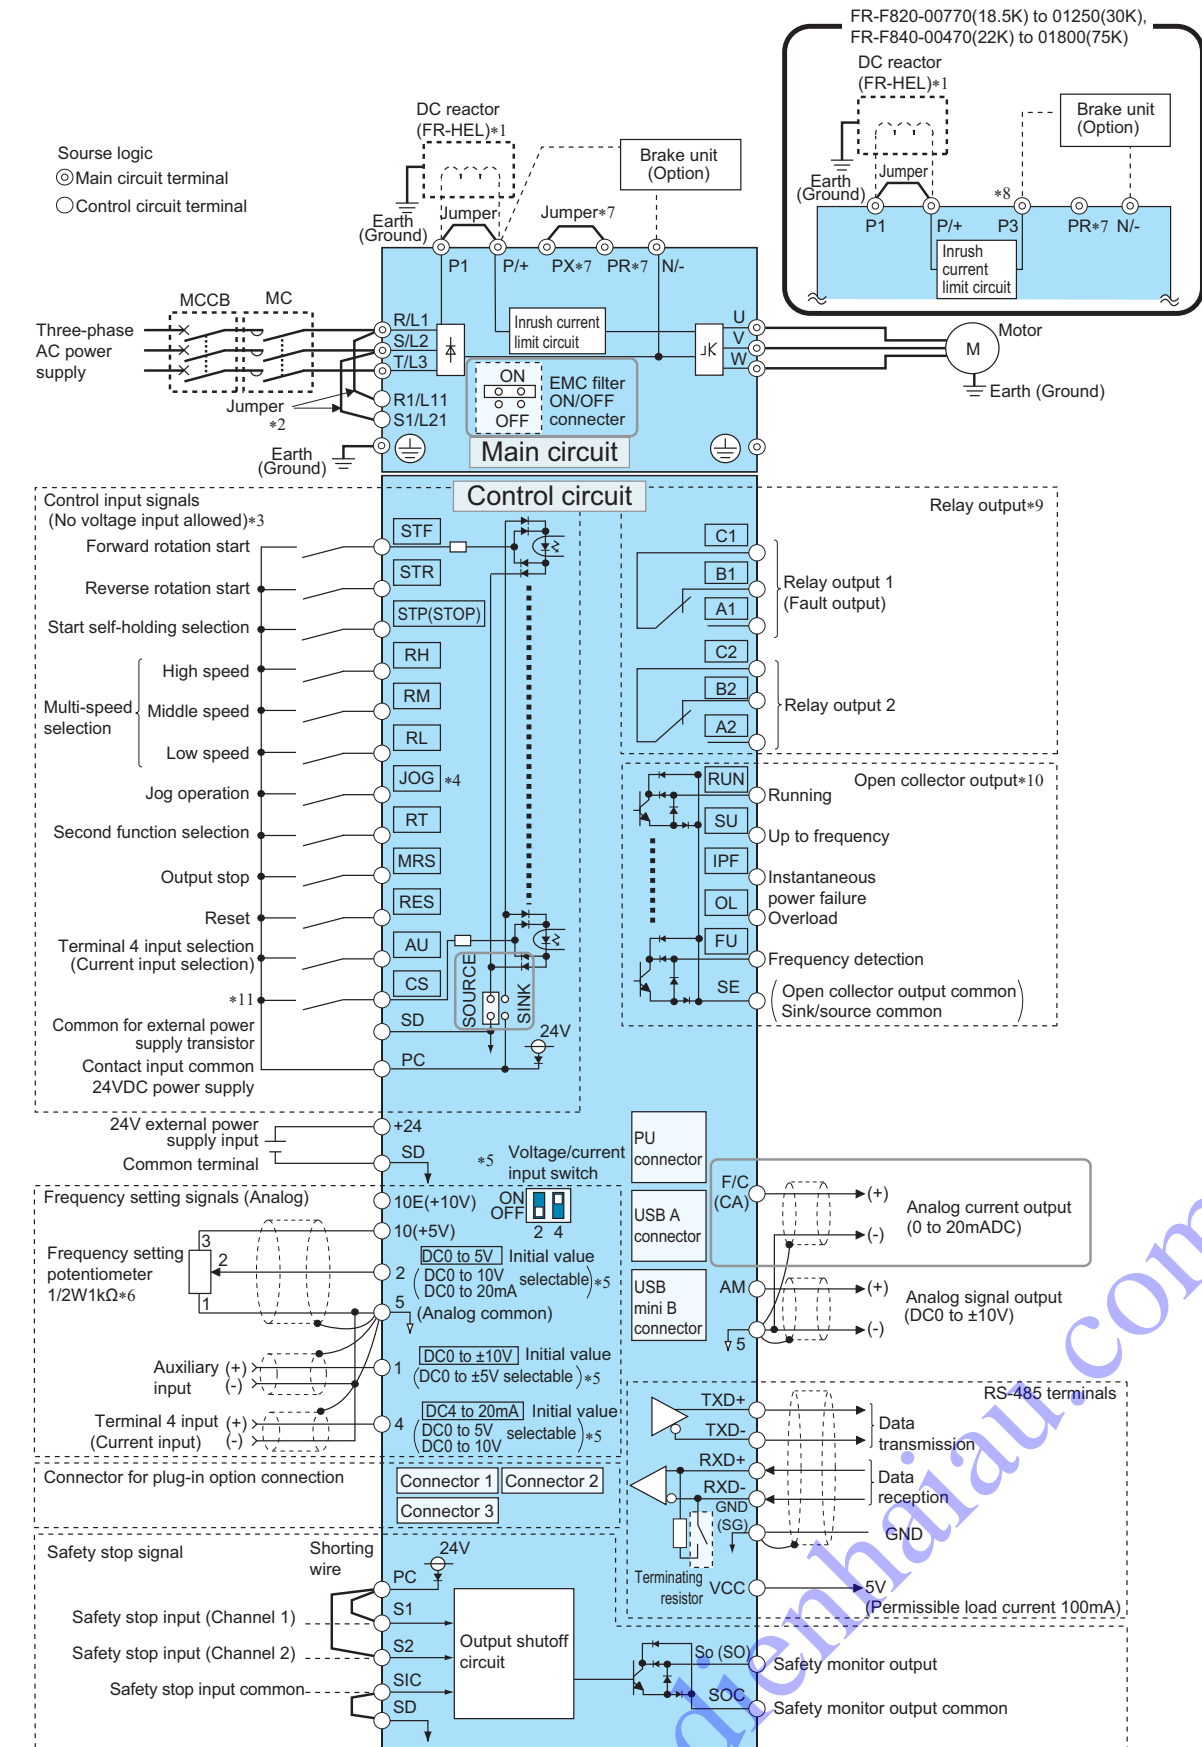 FR-F820-00770(18.5K) to 01250(30K),
FR-F840-00470(22K) to 01800(75K)
DC reactor
(FR-HEL)*1
Brake unit
(Option)
Earth
(Ground)
Jumper
*8
P1
P/+
P3
PR*7
N/-
Inrush
current
limit circuit
Sourse logic
Main circuit terminal
Control circuit terminal
DC reactor
(FR-HEL)*1
Brake unit
(Option)
Earth
(Ground)
Jumper
Jumper*7
P1
P/+
PX*7
PR*7
N/-
MCCB
MC
Three-phase
AC power
supply
R/L1
S/L2
T/L3
R1/L11
S1/L21
Jumper
*2
Earth
(Ground)
Inrush current
limit circuit
ON
OFF
EMC filter
ON/OFF
connecter
U
V
W
Motor
M
Earth (Ground)
Main circuit
Control circuit
Control input signals
(No voltage input allowed)*3
Forward rotation start
STF
Reverse rotation start
STR
Start self-holding selection
STP(STOP)
Multi-speed
selection
High speed
RH
Middle speed
RM
Low speed
RL
Jog operation
JOG *4
Second function selection
RT
Output stop
MRS
Reset
RES
Terminal 4 input selection
(Current input selection)
AU
*11
CS
SOURCE
SINK
Common for external power
supply transistor
SD
24V
Contact input common
24VDC power supply
PC
Relay output*9
C1
B1
A1
Relay output 1
(Fault output)
C2
B2
A2
Relay output 2
Open collector output*10
RUN
Running
SU
Up to frequency
IPF
Instantaneous
power failure
OL
Overload
FU
Frequency detection
SE
Open collector output common
Sink/source common
24V external power
supply input
+24
Common terminal
SD
*5 Voltage/current
input switch
ON
OFF
2 4
PU
connector
USB A
connector
USB
mini B
connector
F/C
(CA)
(+)
(-)
Analog current output
(0 to 20mADC)
AM
5
(+)
(-)
Analog signal output
(DC0 to ±10V)
Frequency setting signals (Analog)
10E(+10V)
10(+5V)
Frequency setting
potentiometer
1/2W1kΩ*6
3
2
1
2
DC0 to 5V Initial value
(DC0 to 10V
DC0 to 20mA selectable)*5
5
(Analog common)
Auxiliary (+)
input (-)
1
DC0 to ±10V Initial value
(DC0 to ±5V selectable)*5
Terminal 4 input (+)
(Current input) (-)
4
DC4 to 20mA Initial value
(DC0 to 5V
DC0 to 10V selectable)*5
Connector for plug-in option connection
Connector 1
Connector 2
Connector 3
RS-485 terminals
TXD+
TXD-
Data
transmission
RXD+
RXD-
Data
reception
GND
(SG)
GND
Terminating
resistor
VCC
5V
(Permissible load current 100mA)
Safety stop signal
Shorting
wire
24V
PC
Safety stop input (Channel 1)
S1
Safety stop input (Channel 2)
S2
Safety stop input common
SIC
SD
Output shutoff
circuit
So (SO)
Safety monitor output
SOC
Safety monitor output common
dienhaiau.com